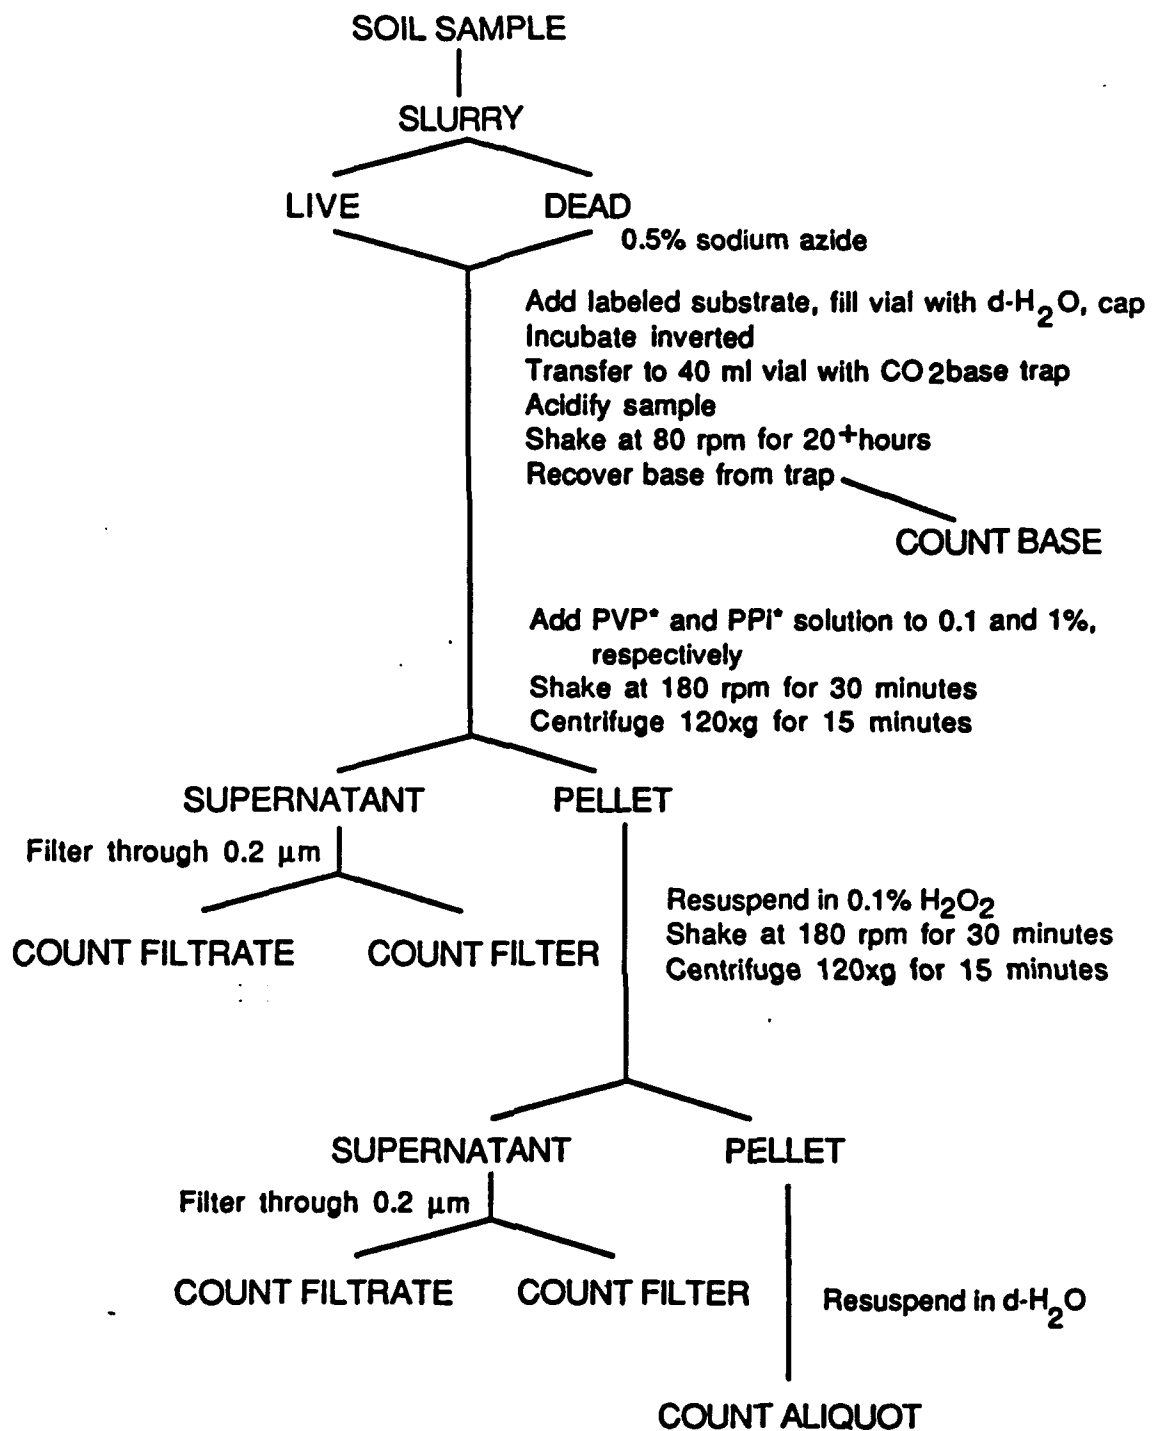 SOIL SAMPLE
SLURRY
LIVE DEAD
0.5% sodium azide
Add labeled substrate, fill vial with d-H2O, cap
Incubate inverted
Transfer to 40 ml vial with CO2base trap
Acidify sample
Shake at 80 rpm for 20+hours
Recover base from trap
COUNT BASE
Add PVP* and PPi* solution to 0.1 and 1%,
respectively
Shake at 180 rpm for 30 minutes
Centrifuge 120xg for 15 minutes
SUPERNATANT PELLET
Filter through 0.2 μm
COUNT FILTRATE COUNT FILTER
Resuspend in 0.1% H2O2
Shake at 180 rpm for 30 minutes
Centrifuge 120xg for 15 minutes
SUPERNATANT PELLET
Filter through 0.2 μm
COUNT FILTRATE COUNT FILTER
Resuspend in d-H2O
COUNT ALIQUOT